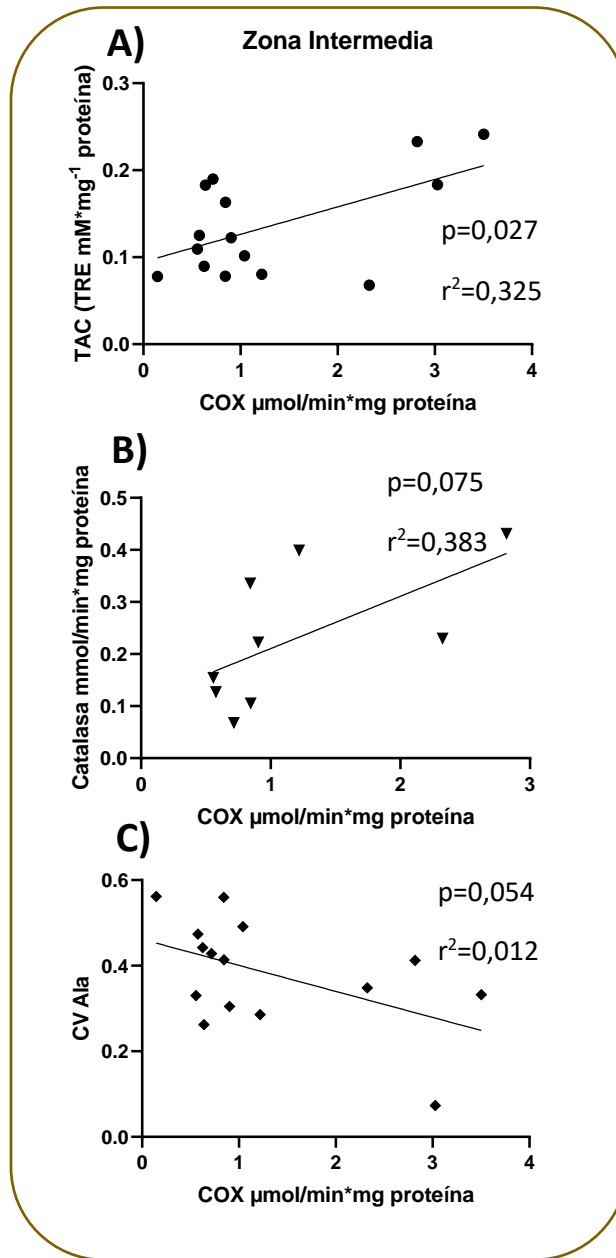 A)
Zona Intermedia
TAC (TRE mM*mg⁻¹ proteína)
0.3
0.2
0.1
0.0
p=0,027
r²=0,325
0 1 2 3 4
COX µmol/min*mg proteína
B)
Catalasa mmol/min*mg proteína
0.5
0.4
0.3
0.2
0.1
0.0
p=0,075
r²=0,383
0 1 2 3
COX µmol/min*mg proteína
C)
CV Ala
0.6
0.4
0.2
0.0
p=0,054
r²=0,012
0 1 2 3 4
COX µmol/min*mg proteína